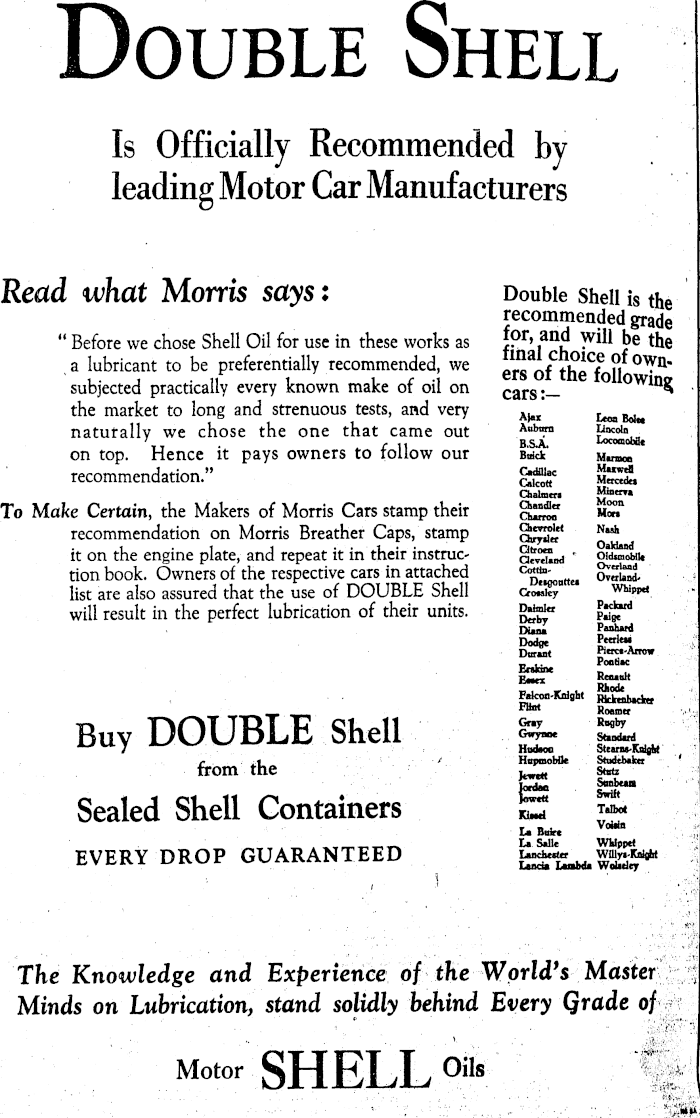 DOUBLE SHELL
Is Officially Recommended by
leading Motor Car Manufacturers
Read what Morris says:
"Before we chose Shell Oil for use in these works as
a lubricant to be preferentially recommended, we
subjected practically every known make of oil on
the market to long and strenuous tests, and very
naturally we chose the one that came out
on top. Hence it pays owners to follow our
recommendation."
To Make Certain, the Makers of Morris Cars stamp their
recommendation on Morris Breather Caps, stamp
it on the engine plate, and repeat it in their instruc-
tion book. Owners of the respective cars in attached
list are also assured that the use of DOUBLE Shell
will result in the perfect lubrication of their units.
Buy DOUBLE Shell
from the
Sealed Shell Containers
EVERY DROP GUARANTEED
Double Shell is the
recommended grade
for, and will be the
final choice of own-
ers of the following
cars:—
Ajax
Auburn
B.S.A.
Buick
Cadillac
Calcott
Chalmers
Chandler
Charron
Chevrolet
Chrysler
Citroen
Cleveland
Cottin-
Desgouttes
Crossley
Daimler
Derby
Diana
Dodge
Durant
Erskine
Essex
Falcon-Knight
Flint
Gray
Gwynne
Hudson
Hupmobile
Jewett
Jordan
Jowett
Kissel
La Buire
La Salle
Lanchester
Lancia Lambda
Leon Bolee
Lincoln
Locomobile
Marmon
Maxwell
Mercedes
Minerva
Moon
Mors
Nash
Oakland
Oldsmobile
Overland
Overland-
Whippet
Packard
Paige
Panhard
Peerless
Pierce-Arrow
Pontiac
Renault
Rhode
Rickenbacker
Roamer
Rugby
Standard
Stearns-Knight
Studebaker
Stutz
Sunbeam
Swift
Talbot
Voisin
Whippet
Willys-Knight
Wolseley
The Knowledge and Experience of the World's Master
Minds on Lubrication, stand solidly behind Every Grade of
Motor SHELL Oils